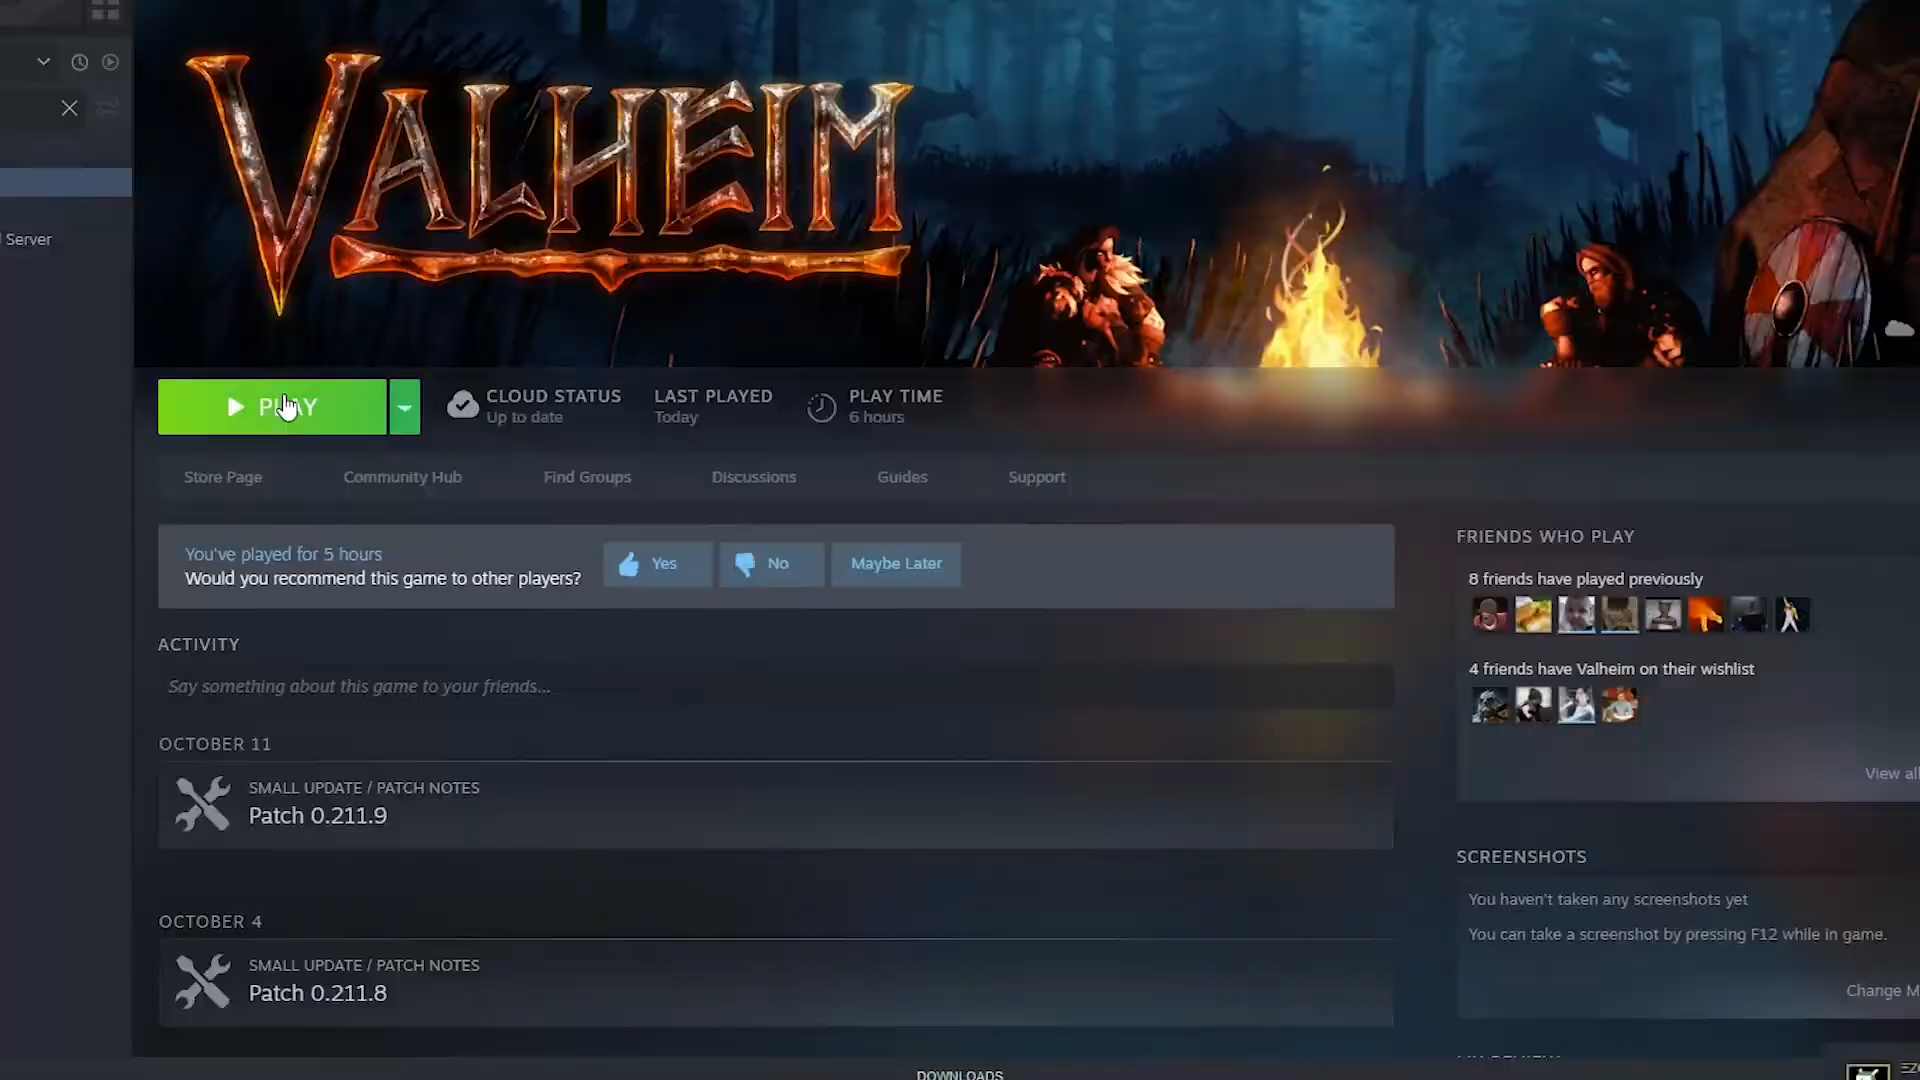 VALHEIM
Server
PLAY
CLOUD STATUS
Up to date
LAST PLAYED
Today
PLAY TIME
6 hours
Store Page
Community Hub
Find Groups
Discussions
Guides
Support
You've played for 5 hours
Would you recommend this game to other players?
Yes
No
Maybe Later
ACTIVITY
Say something about this game to your friends...
OCTOBER 11
SMALL UPDATE / PATCH NOTES
Patch 0.211.9
OCTOBER 4
SMALL UPDATE / PATCH NOTES
Patch 0.211.8
FRIENDS WHO PLAY
8 friends have played previously
4 friends have Valheim on their wishlist
View all
SCREENSHOTS
You haven't taken any screenshots yet
You can take a screenshot by pressing F12 while in game.
Change M
DOWNLOADS